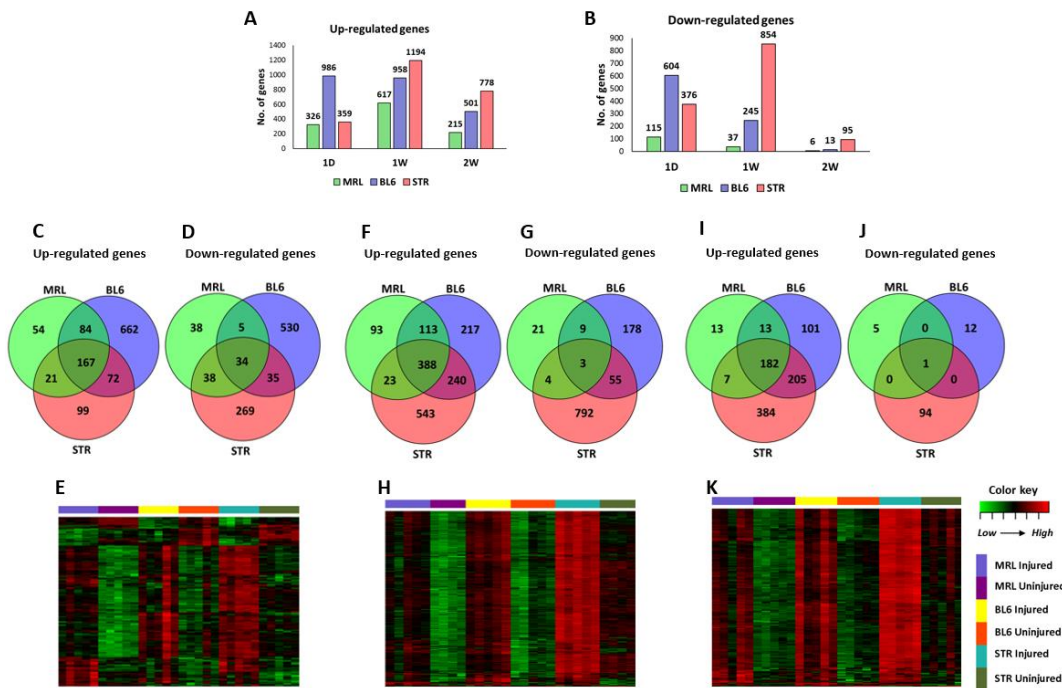 A
Up-regulated genes
No. of genes
1400
1200
1000
800
600
400
200
0
326
986
359
617
958
1194
215
501
778
1D
1W
2W
MRL
BL6
STR
B
Down-regulated genes
No. of genes
900
800
700
600
500
400
300
200
100
0
115
604
376
37
245
854
6
13
95
1D
1W
2W
MRL
BL6
STR
C
Up-regulated genes
MRL
BL6
54
84
662
167
21
72
99
STR
D
Down-regulated genes
MRL
BL6
38
5
530
34
38
35
269
STR
F
Up-regulated genes
MRL
BL6
93
113
217
388
23
240
543
STR
G
Down-regulated genes
MRL
BL6
21
9
178
3
4
55
792
STR
I
Up-regulated genes
MRL
BL6
13
13
101
182
7
205
384
STR
J
Down-regulated genes
MRL
BL6
5
0
12
1
0
0
94
STR
E
H
K
Color key
Low High
MRL Injured
MRL Uninjured
BL6 Injured
BL6 Uninjured
STR Injured
STR Uninjured